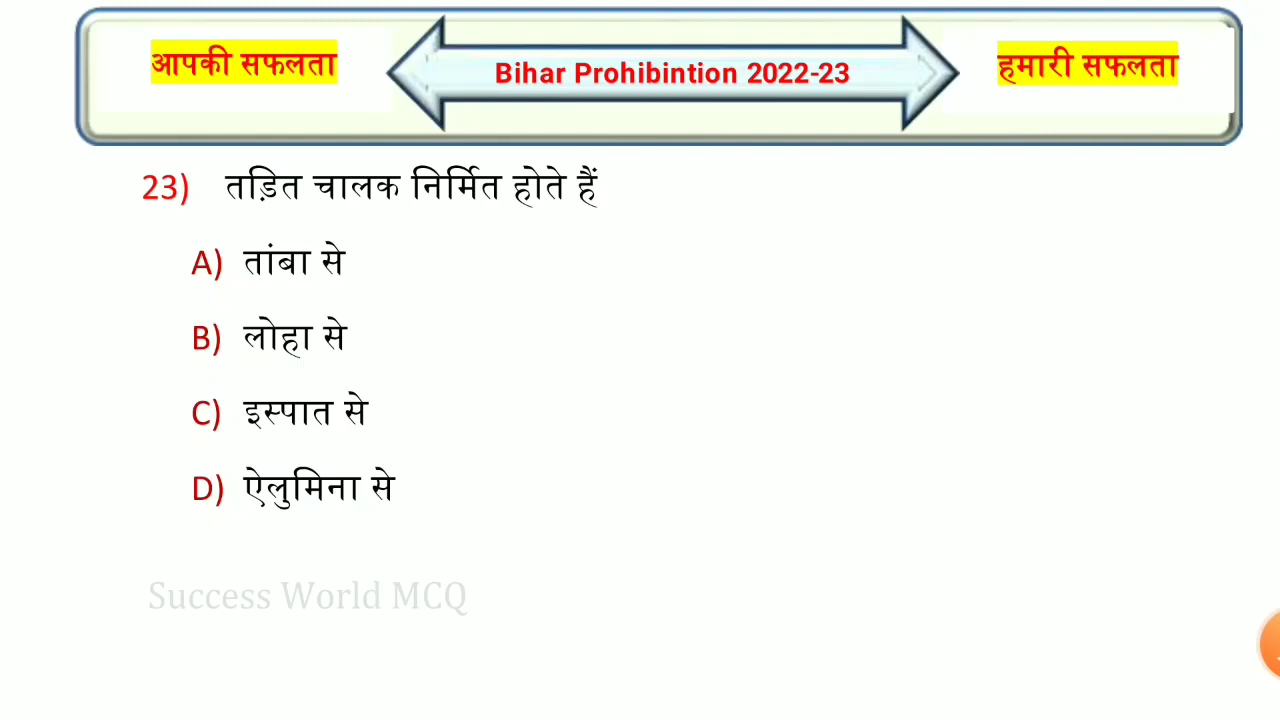 आपकी सफलता
Bihar Prohibintion 2022-23
हमारी सफलता
23) तड़ित चालक निर्मित होते हैं
A) तांबा से
B) लोहा से
C) इस्पात से
D) ऐलुमिना से
Success World MCQ